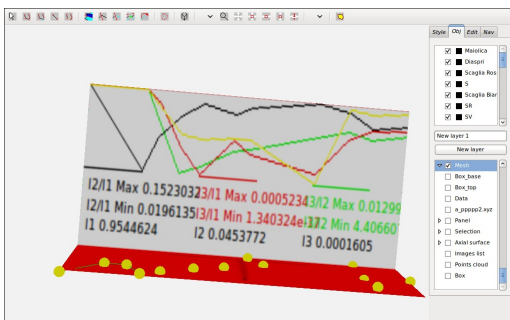 Style Obj Edit Nav
Maiolica
Diaspri
Scaglia Ros
S
Scaglia Biar
SR
SV
New layer 1
New layer
Mesh
Box_base
Box_top
Data
a_ppppp2.xyz
Panel
Selection
Axial surface
Images list
Points cloud
Box
I2/I1 Max 0.1523032 I3/I1 Max 0.0005234 I3/I2 Max 0.01299
I2/I1 Min 0.0196135 I3/I1 Min 1.340324e-17 Min 4.40660
I1 0.9544624 I2 0.0453772 I3 0.0001605